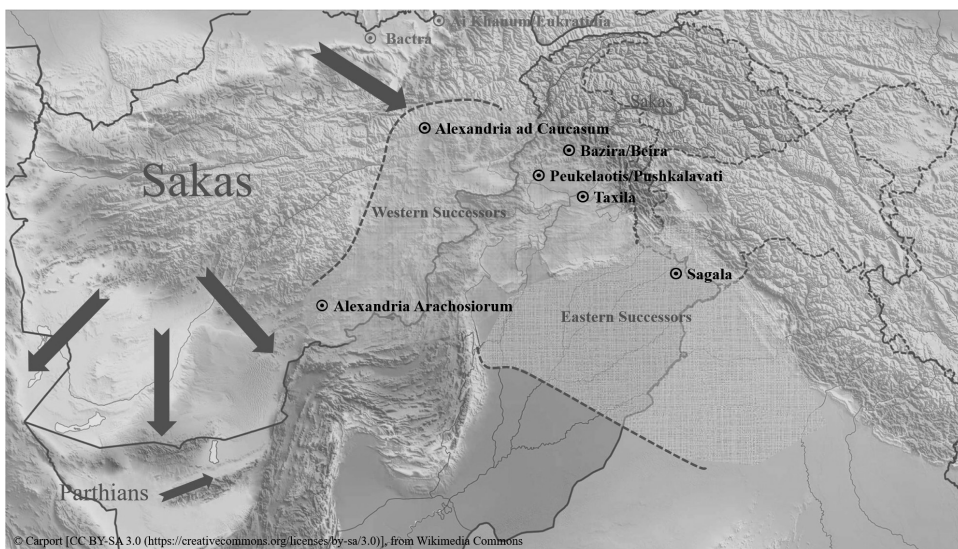 Ai Khanum/Eukratidia
Bactra
Sakas
Alexandria ad Caucasum
Bazira/Beira
Sakas
Peukelaotis/Pushkalavati
Taxila
Western Successors
Sagala
Alexandria Arachosiorum
Eastern Successors
Parthians
© Carport [CC BY-SA 3.0 (https://creativecommons.org/licenses/by-sa/3.0)], from Wikimedia Commons